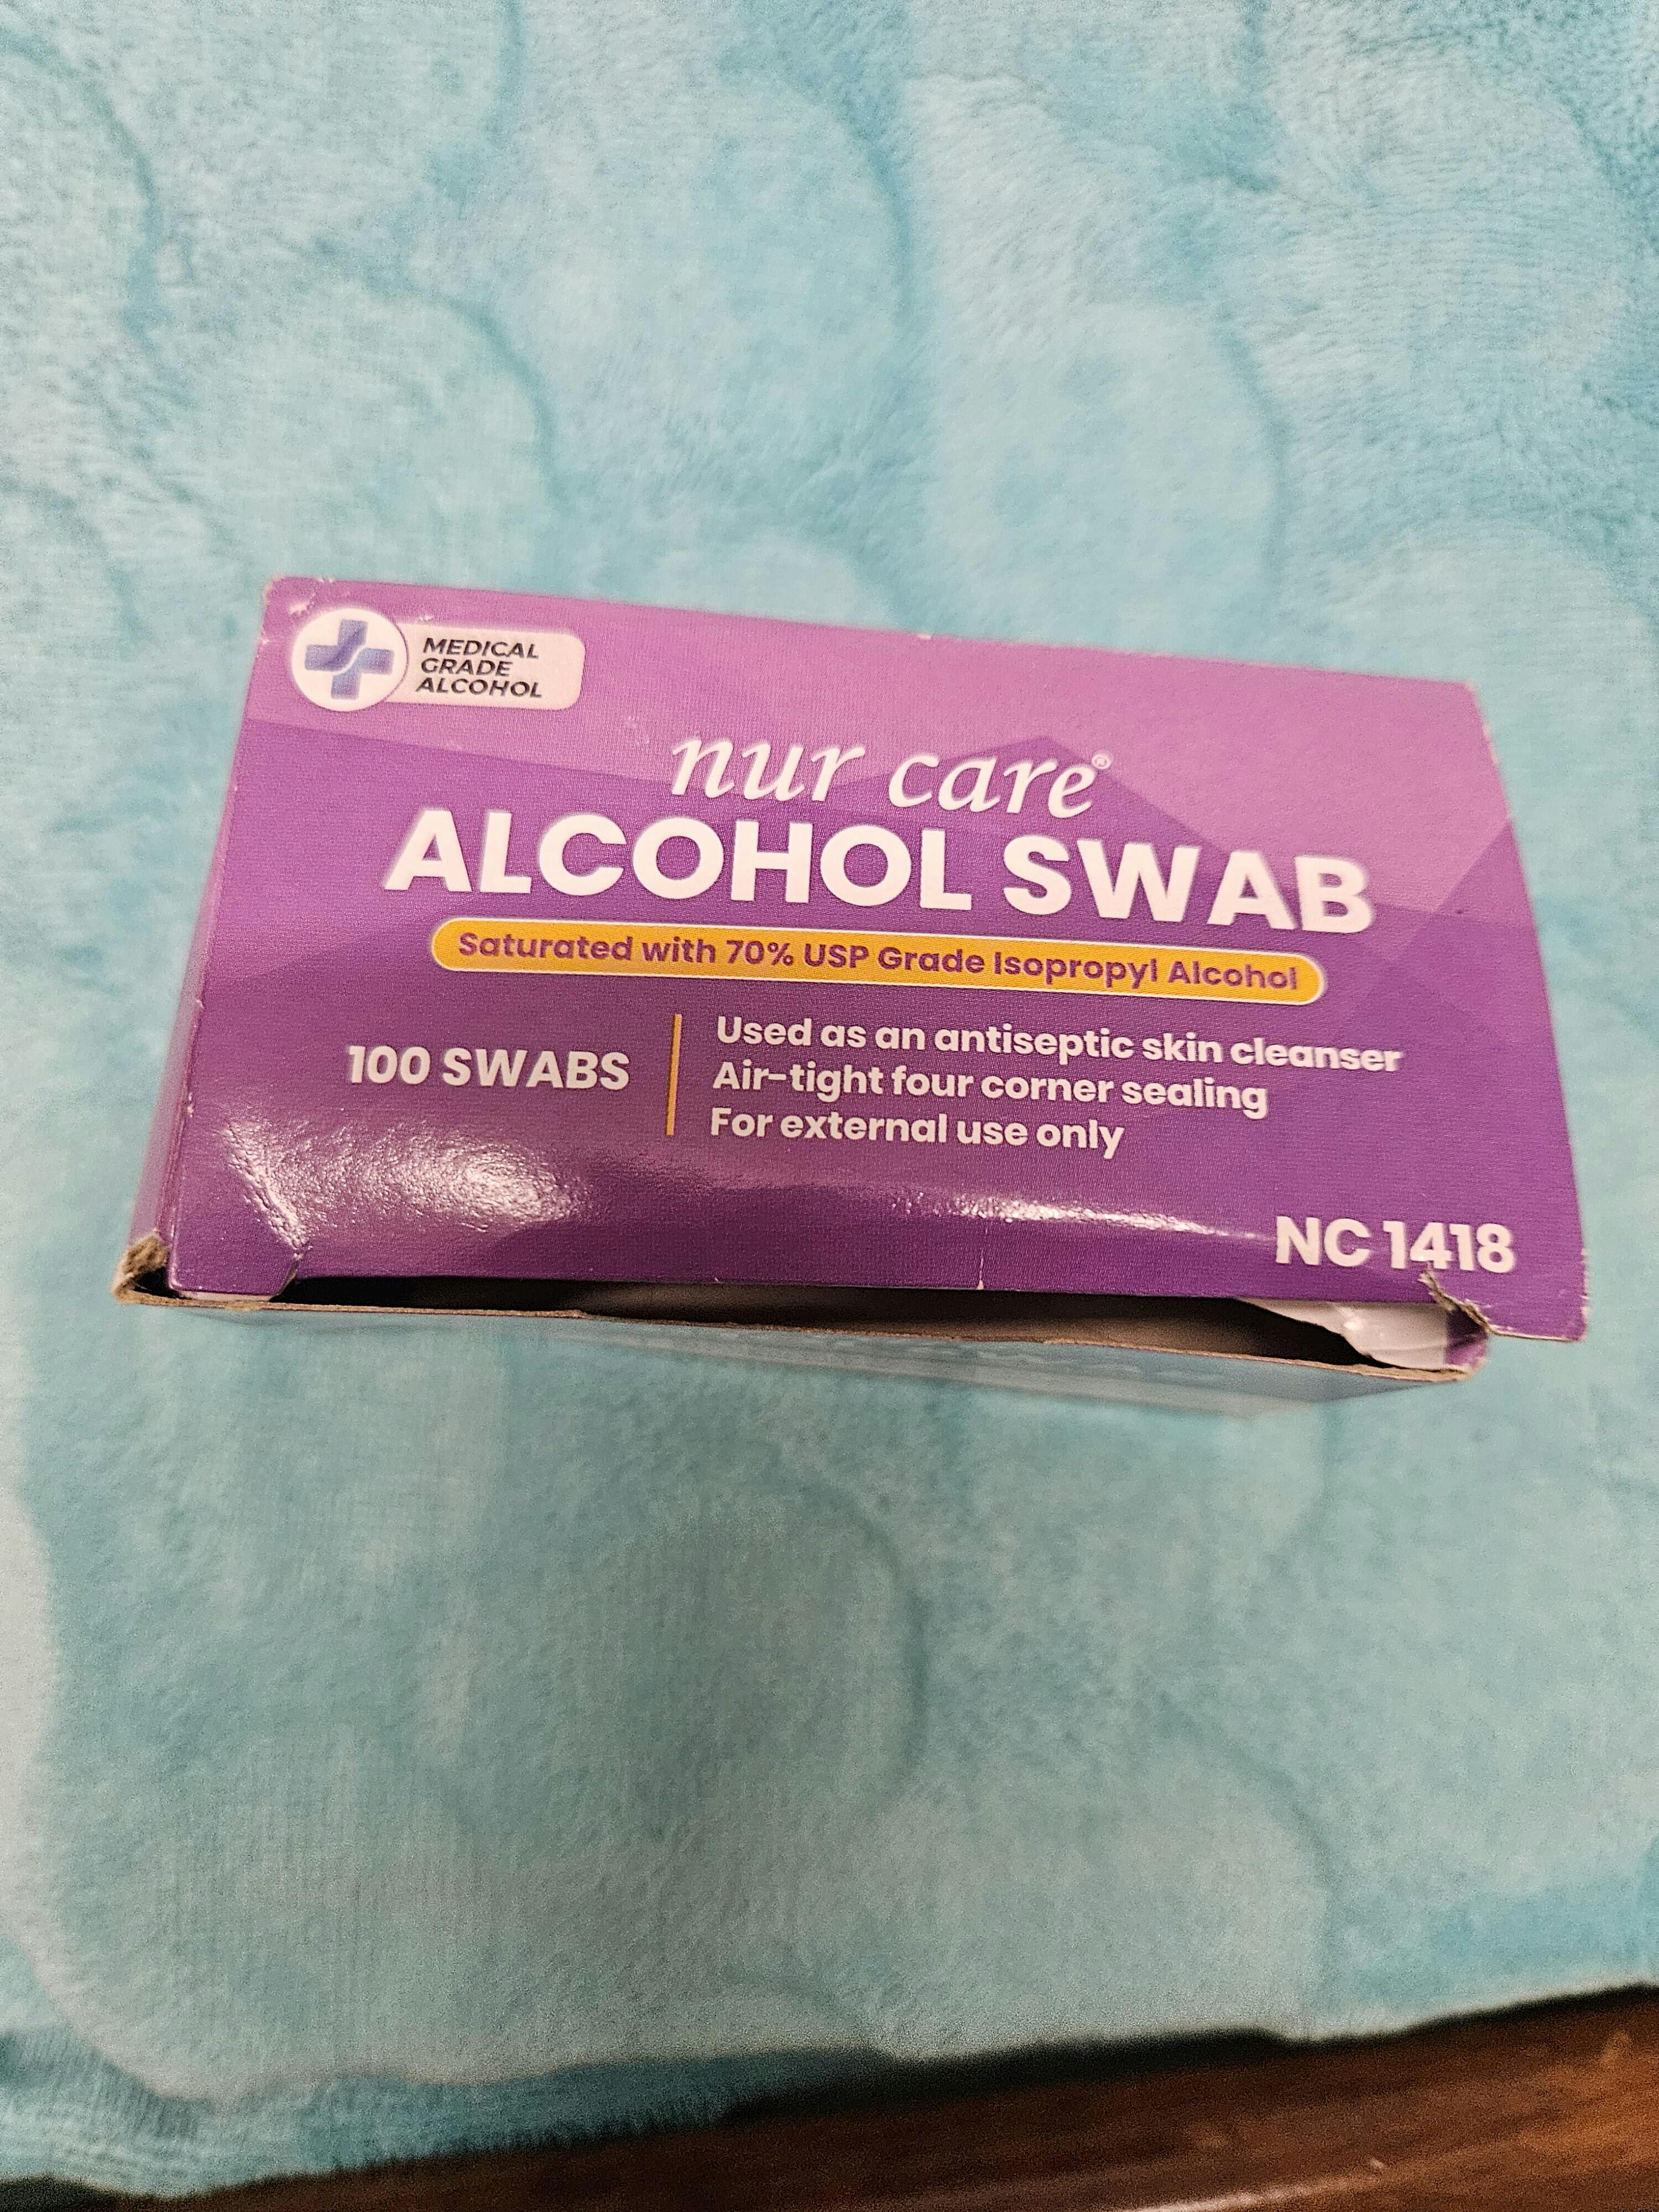 MEDICAL
GRADE
ALCOHOL
nur care®
ALCOHOL SWAB
Saturated with 70% USP Grade Isopropyl Alcohol
100 SWABS
Used as an antiseptic skin cleanser
Air-tight four corner sealing
For external use only
NC 1418